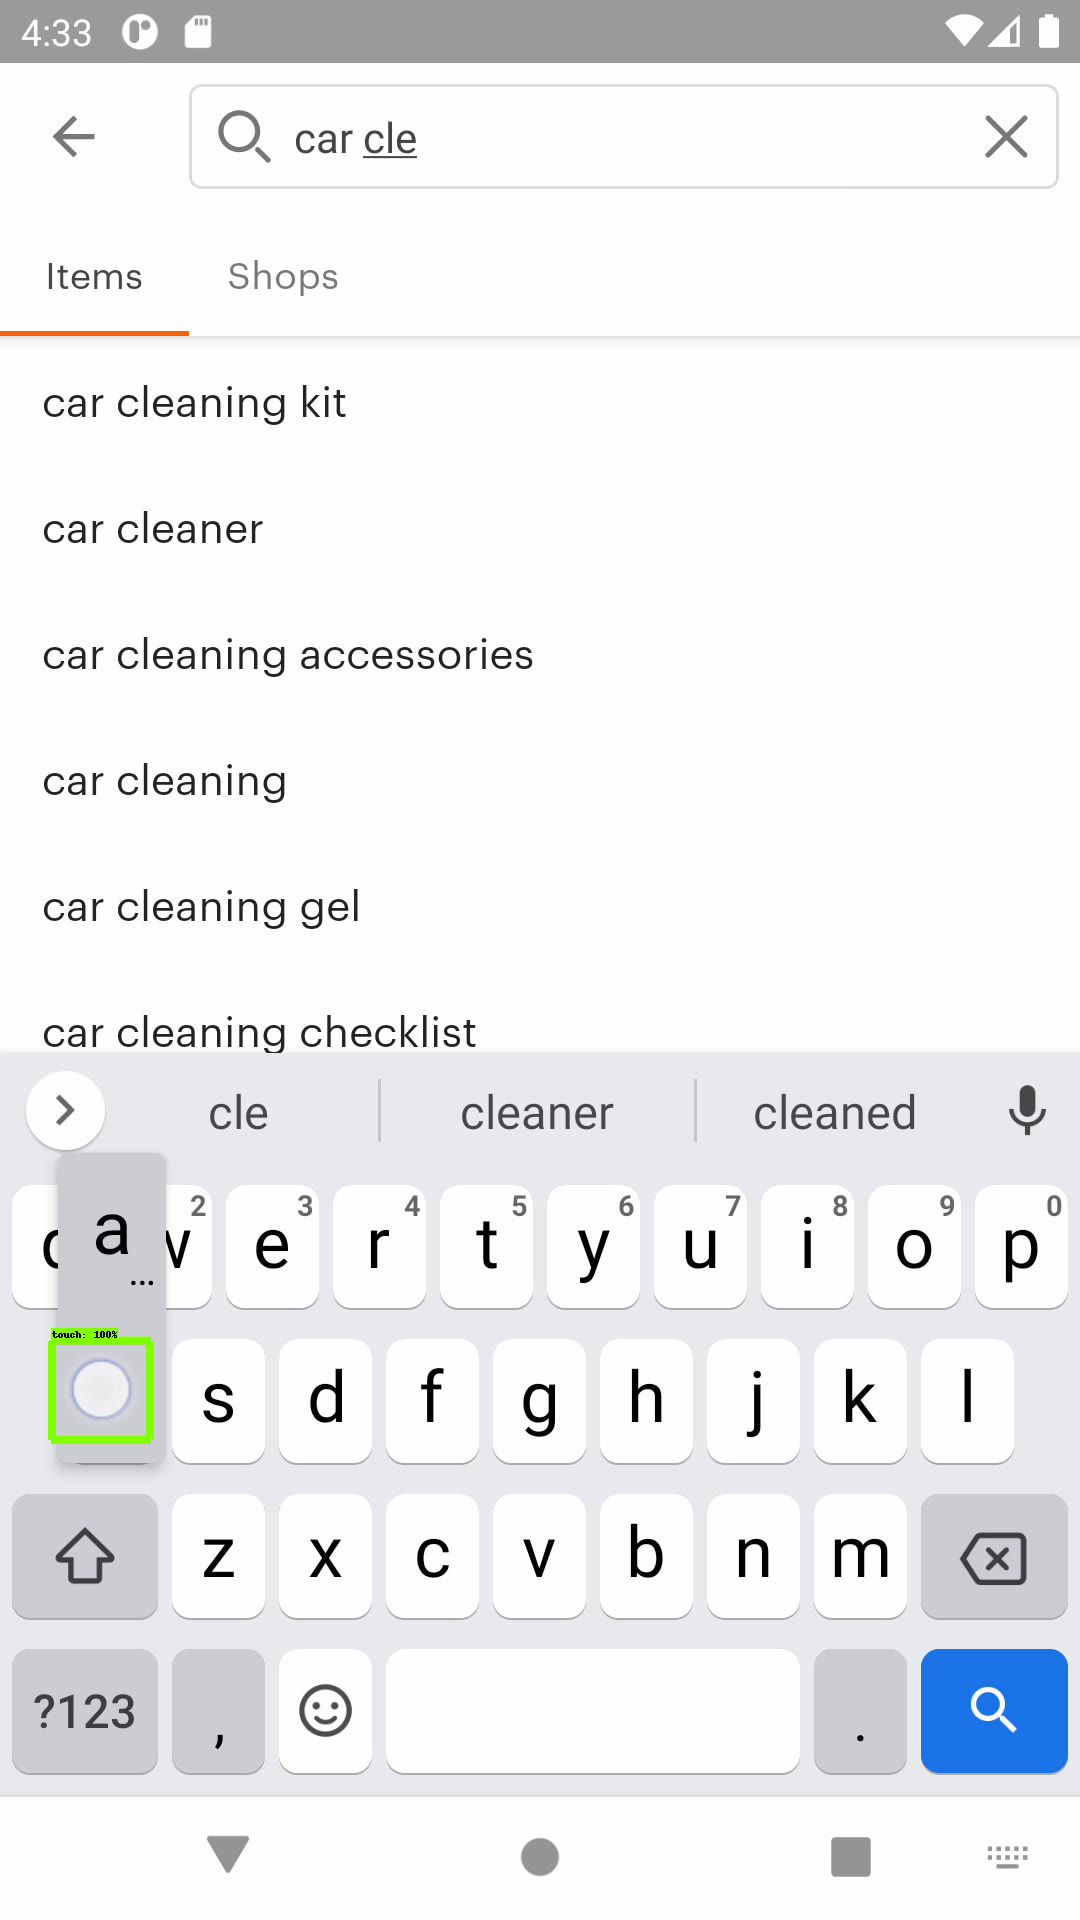 4:33
car cle
Items Shops
car cleaning kit
car cleaner
car cleaning accessories
car cleaning
car cleaning gel
car cleaning checklist
cle cleaner cleaned
a
...
2 3 4 5 6 7 8 9 0
w e r t y u i o p
touch: 100%
s d f g h j k l
z x c v b n m
?123 , .